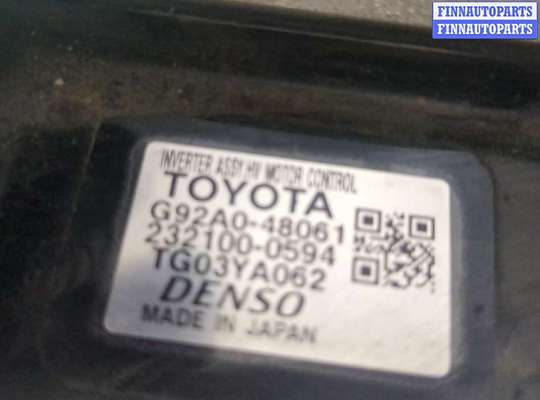 FINNAUTOPARTS
FINNAUTOPARTS
INVERTER ASSY,HV MOTOR CONTROL
TOYOTA
G92A0-48061
232100-0594
TG03YA062
DENSO
MADE IN JAPAN